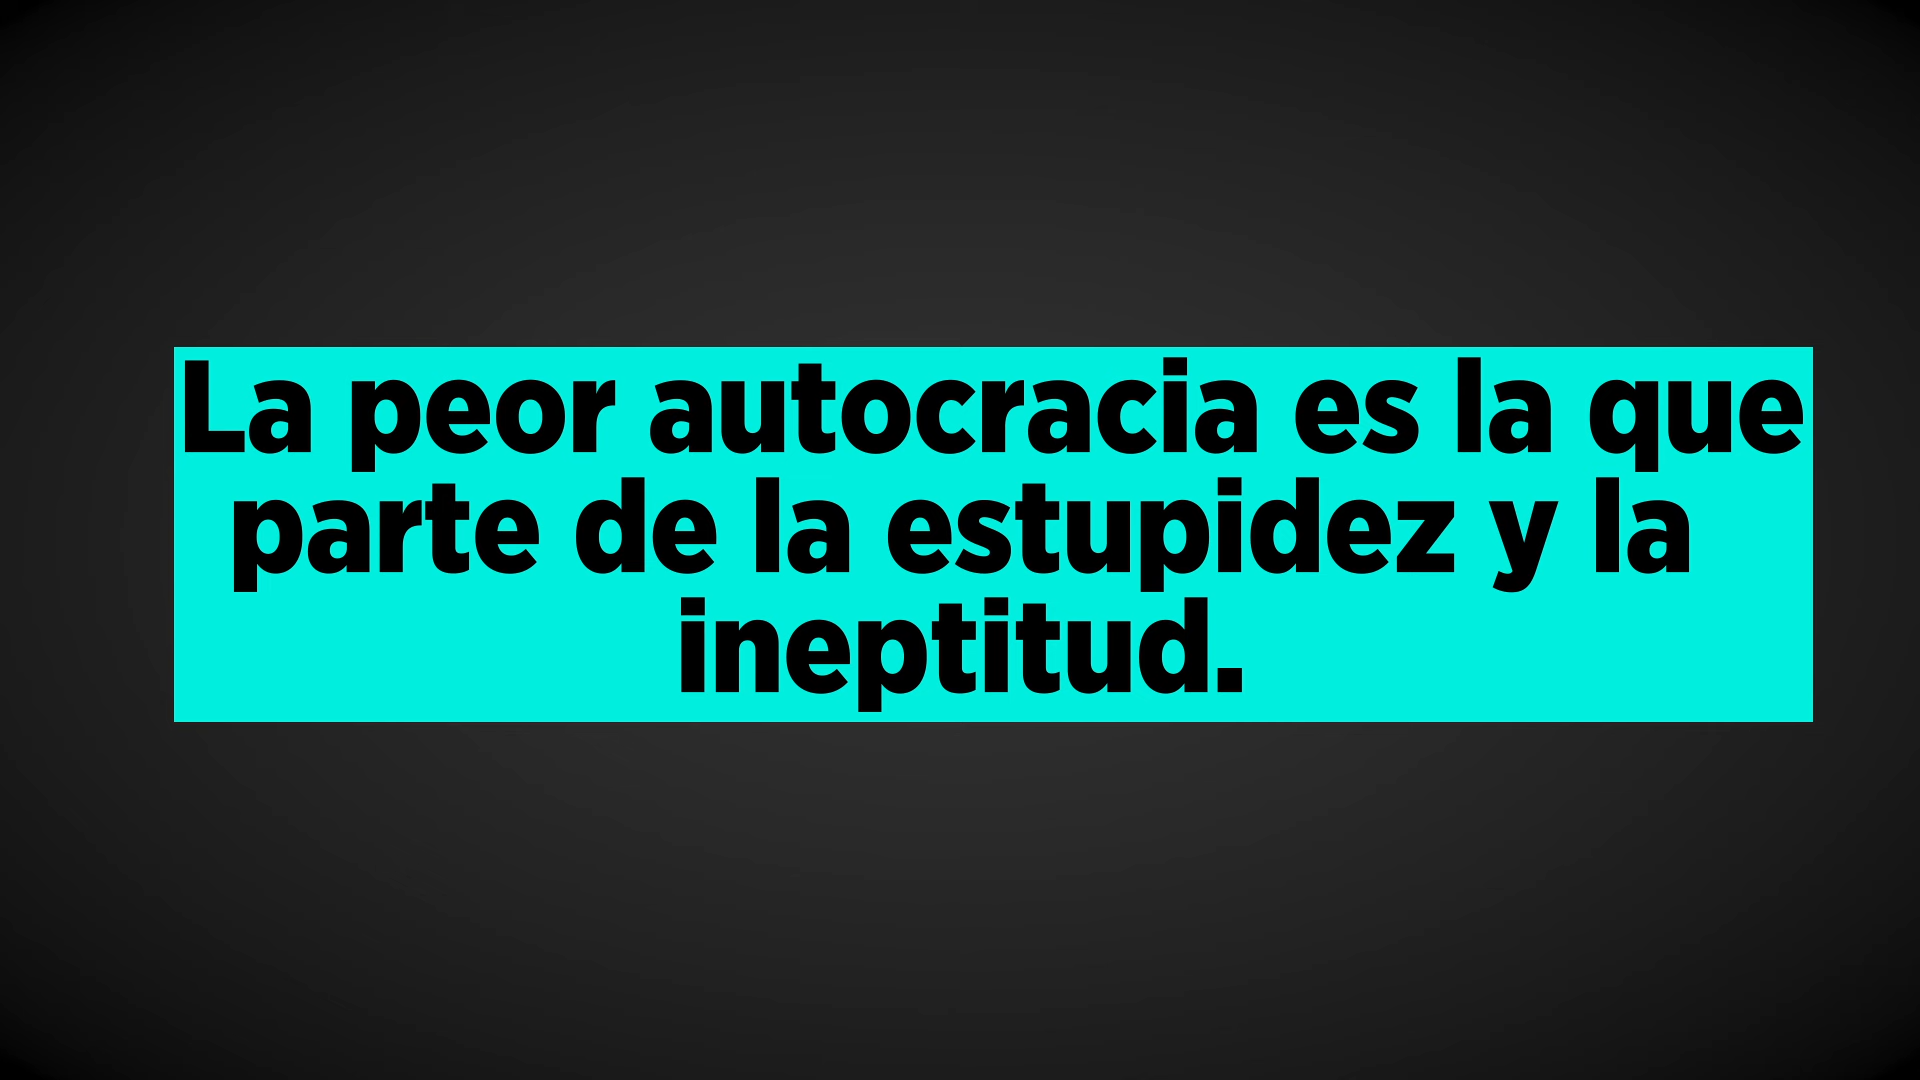 La peor autocracia es la que
parte de la estupidez y la
ineptitud.